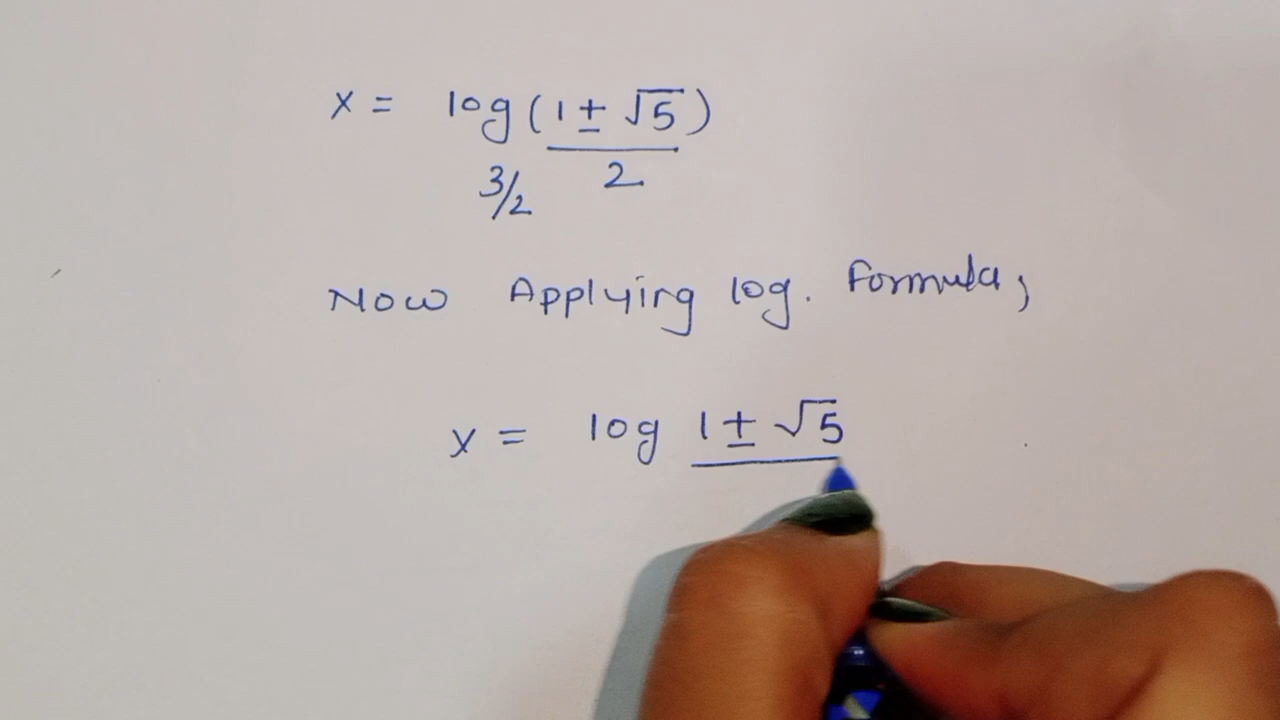 x = log (1 ± √5)
3/2 2
Now Applying log. Formula,
x = log 1 ± √5